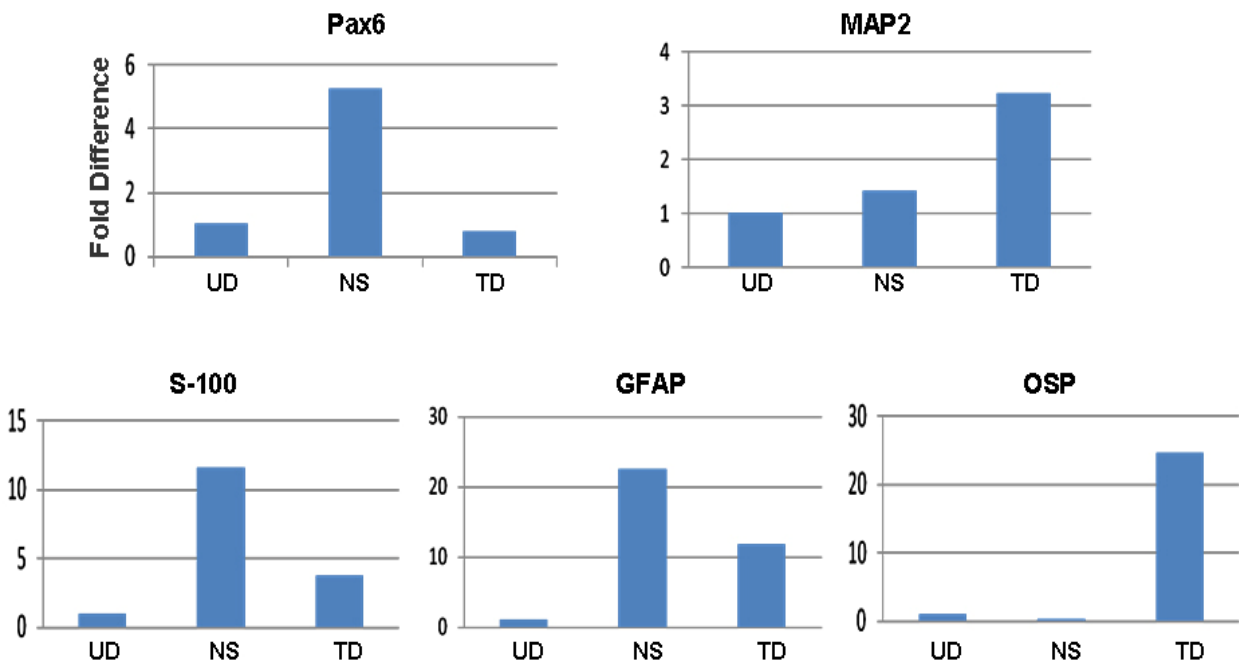 Pax6
Fold Difference
6
4
2
0
UD NS TD
MAP2
4
3
2
1
0
UD NS TD
S-100
15
10
5
0
UD NS TD
GFAP
30
20
10
0
UD NS TD
OSP
30
20
10
0
UD NS TD